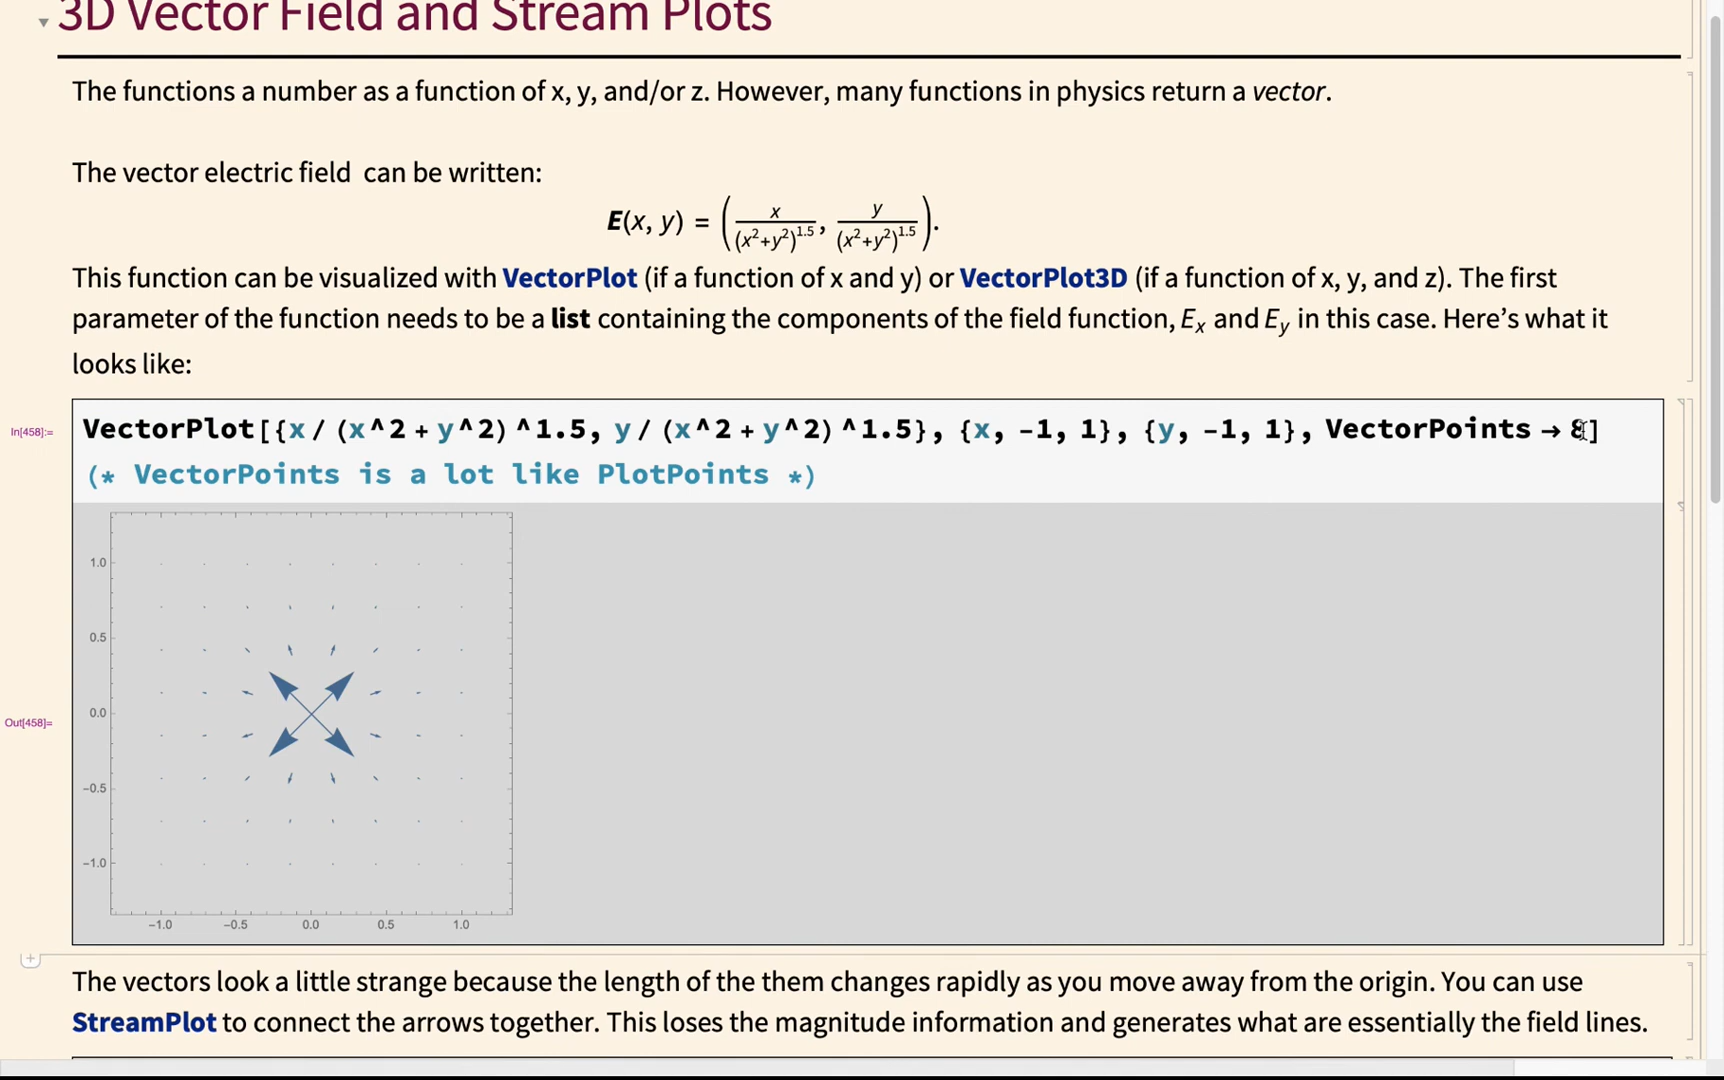 3D Vector Field and Stream Plots
The functions a number as a function of x, y, and/or z. However, many functions in physics return a vector.
The vector electric field can be written:
E(x, y) = (x/(x²+y²)^1.5, y/(x²+y²)^1.5).
This function can be visualized with VectorPlot (if a function of x and y) or VectorPlot3D (if a function of x, y, and z). The first
parameter of the function needs to be a list containing the components of the field function, Eₓ and E_y in this case. Here's what it
looks like:
In[458]:= VectorPlot[{x / (x^2 + y^2) ^1.5, y / (x^2 + y^2) ^1.5}, {x, -1, 1}, {y, -1, 1}, VectorPoints → 8]
(* VectorPoints is a lot like PlotPoints *)
Out[458]=
1.0
0.5
0.0
-0.5
-1.0
-1.0 -0.5 0.0 0.5 1.0
The vectors look a little strange because the length of the them changes rapidly as you move away from the origin. You can use
StreamPlot to connect the arrows together. This loses the magnitude information and generates what are essentially the field lines.